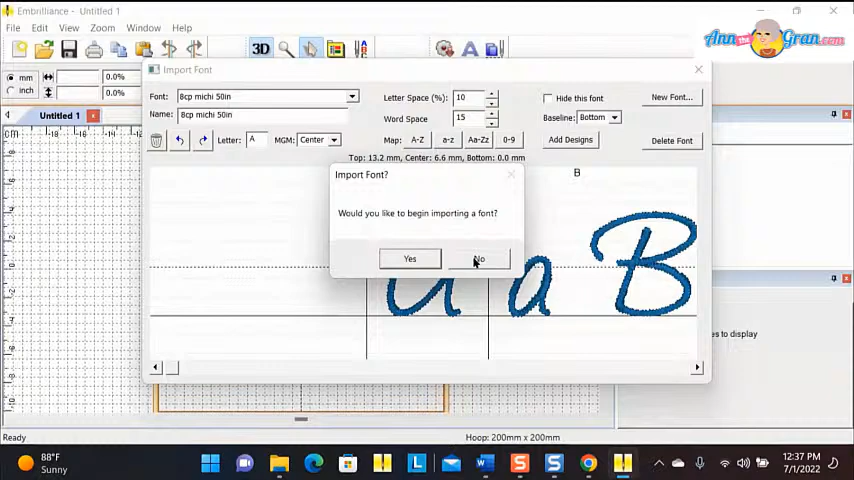 Embrilliance - [Untitled 1]
AnntheGran.com
File Edit View Zoom Window Help
3D
mm
inch
0.0%
0.0%
Untitled 1
cm
Import Font
Font: 8cp michi 50in
Name: 8cp michi 50in
Letter: A
MGM: Center
Letter Space (%): 10
Word Space 15
Map: A-Z a-z Aa-Zz 0-9
Hide this font
Baseline: Bottom
Add Designs
New Font...
Delete Font
Top: 13.2 mm, Center: 6.6 mm, Bottom: 0.0 mm
B
a B
Import Font?
Would you like to begin importing a font?
Yes
No
es to display
Ready
Hoop: 200mm x 200mm
88°F
Sunny
12:37 PM
7/1/2022